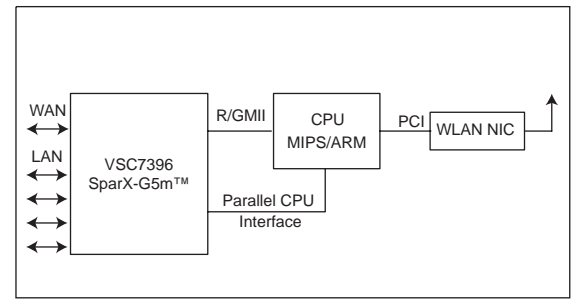 WAN
LAN
VSC7396
SparX-G5m™
R/GMII
Parallel CPU
Interface
CPU
MIPS/ARM
PCI
WLAN NIC